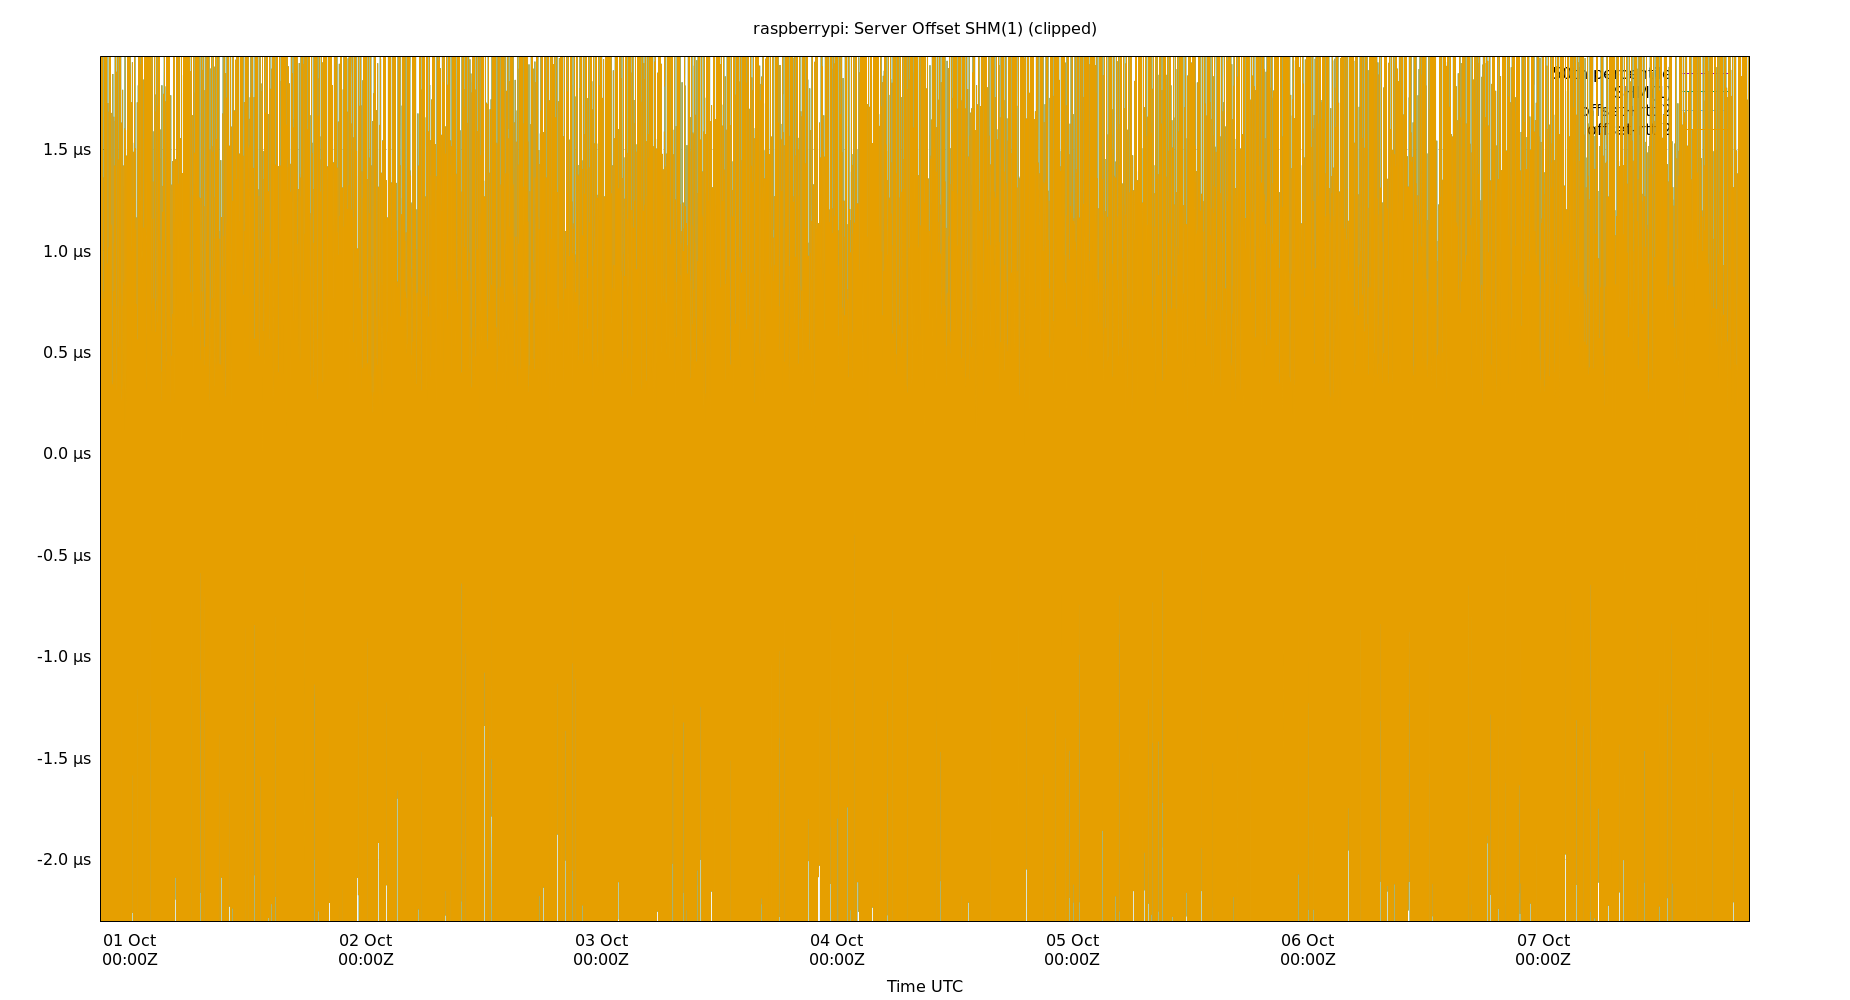 raspberrypi: Server Offset SHM(1) (clipped)
1.5 µs
1.0 µs
0.5 µs
0.0 µs
-0.5 µs
-1.0 µs
-1.5 µs
-2.0 µs
01 Oct 02 Oct 03 Oct 04 Oct 05 Oct 06 Oct 07 Oct
00:00Z 00:00Z 00:00Z 00:00Z 00:00Z 00:00Z 00:00Z
Time UTC